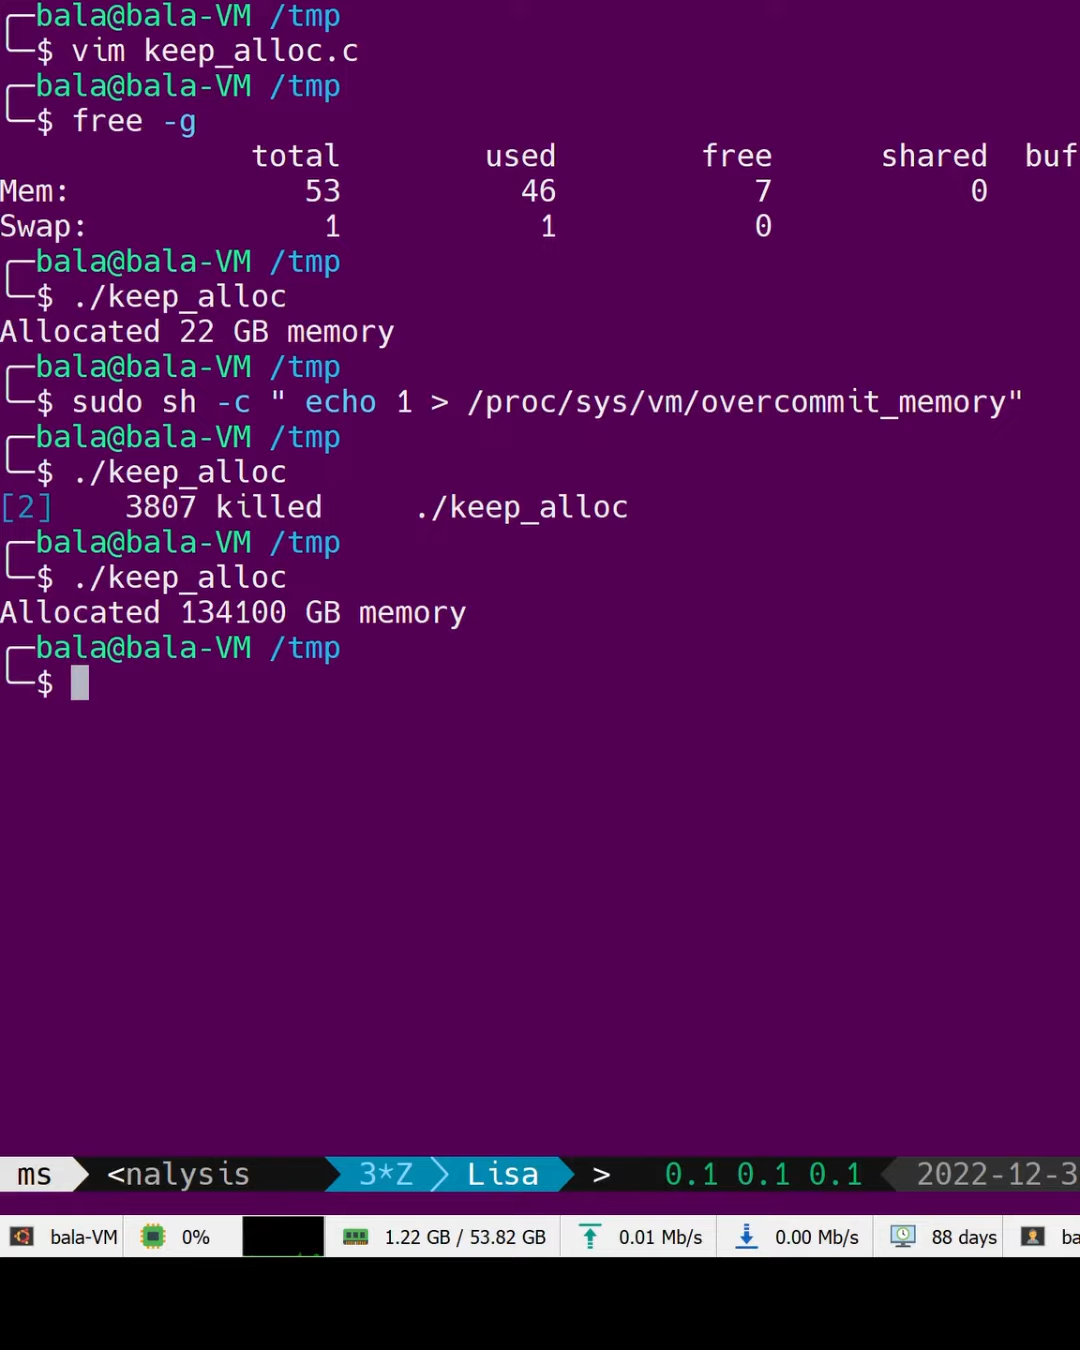 bala@bala-VM /tmp
$ vim keep_alloc.c
bala@bala-VM /tmp
$ free -g
total used free shared buf
Mem: 53 46 7 0
Swap: 1 1 0
bala@bala-VM /tmp
$ ./keep_alloc
Allocated 22 GB memory
bala@bala-VM /tmp
$ sudo sh -c " echo 1 > /proc/sys/vm/overcommit_memory"
bala@bala-VM /tmp
$ ./keep_alloc
[2] 3807 killed ./keep_alloc
bala@bala-VM /tmp
$ ./keep_alloc
Allocated 134100 GB memory
bala@bala-VM /tmp
$
ms <nalysis 3*Z Lisa > 0.1 0.1 0.1 2022-12-3
bala-VM 0% 1.22 GB / 53.82 GB 0.01 Mb/s 0.00 Mb/s 88 days ba